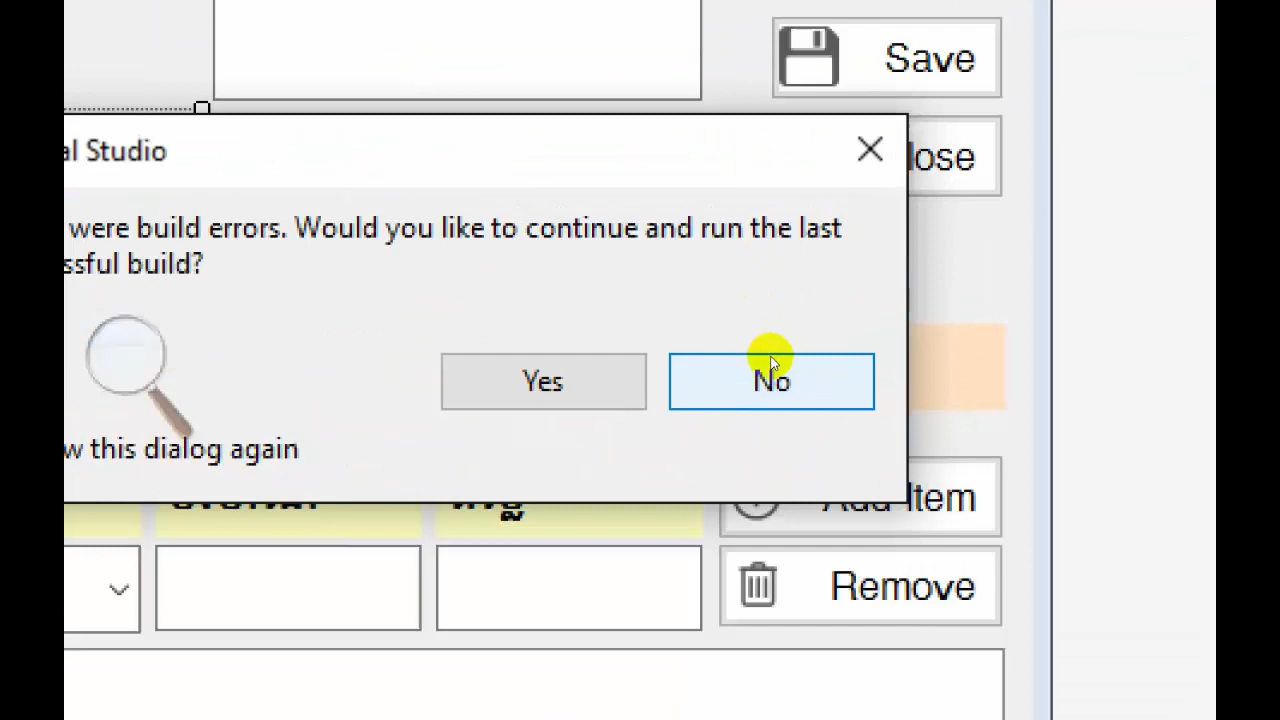 Save
al Studio
lose
were build errors. Would you like to continue and run the last
ssful build?
Yes
No
w this dialog again
Add Item
Remove